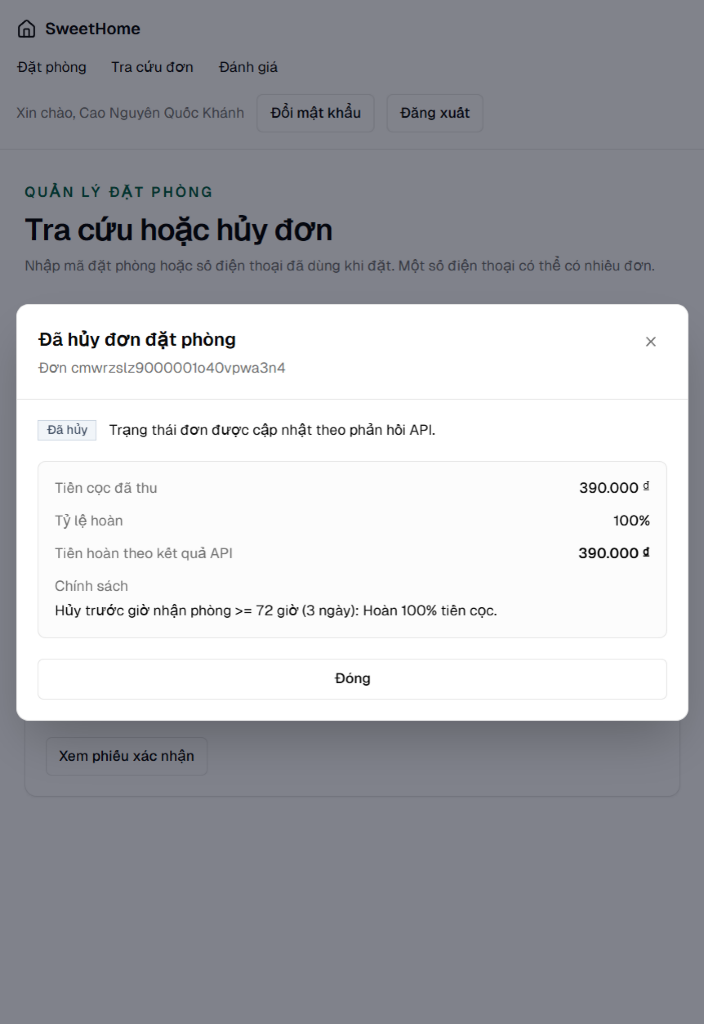 SweetHome
Đặt phòng Tra cứu đơn Đánh giá
Xin chào, Cao Nguyên Quốc Khánh Đổi mật khẩu Đăng xuất
QUẢN LÝ ĐẶT PHÒNG
Tra cứu hoặc hủy đơn
Nhập mã đặt phòng hoặc số điện thoại đã dùng khi đặt. Một số điện thoại có thể có nhiều đơn.
Đã hủy đơn đặt phòng
Đơn cmwrzslz9000001o40vpwa3n4
Đã hủy Trạng thái đơn được cập nhật theo phản hồi API.
Tiền cọc đã thu 390.000 ₫
Tỷ lệ hoàn 100%
Tiền hoàn theo kết quả API 390.000 ₫
Chính sách
Hủy trước giờ nhận phòng >= 72 giờ (3 ngày): Hoàn 100% tiền cọc.
Đóng
Xem phiếu xác nhận